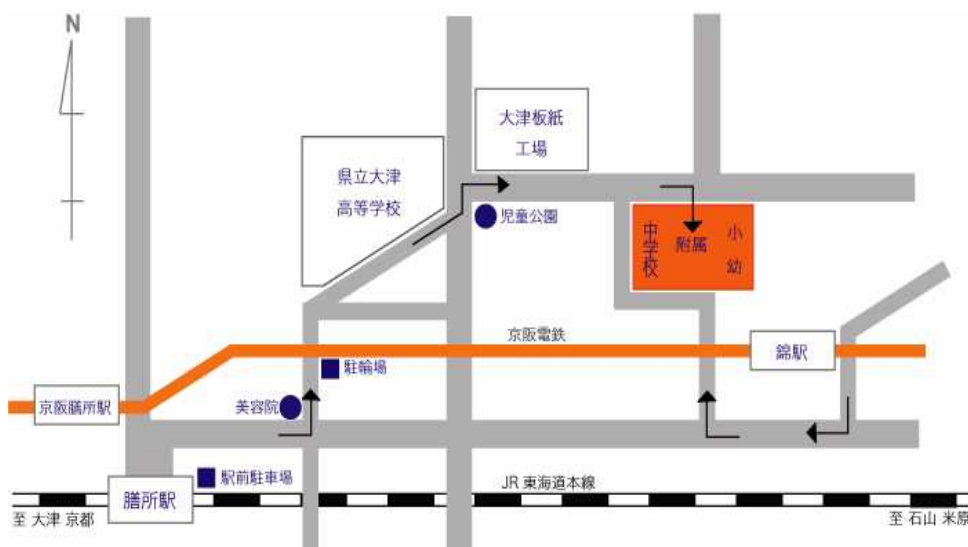 N
大津板紙
工場
県立大津
高等学校
児童公園
中学校
附属
小
幼
京阪電鉄
錦駅
駐輪場
京阪膳所駅
美容院
駅前駐車場
膳所駅
JR 東海道本線
至 大津 京都
至 石山 米原